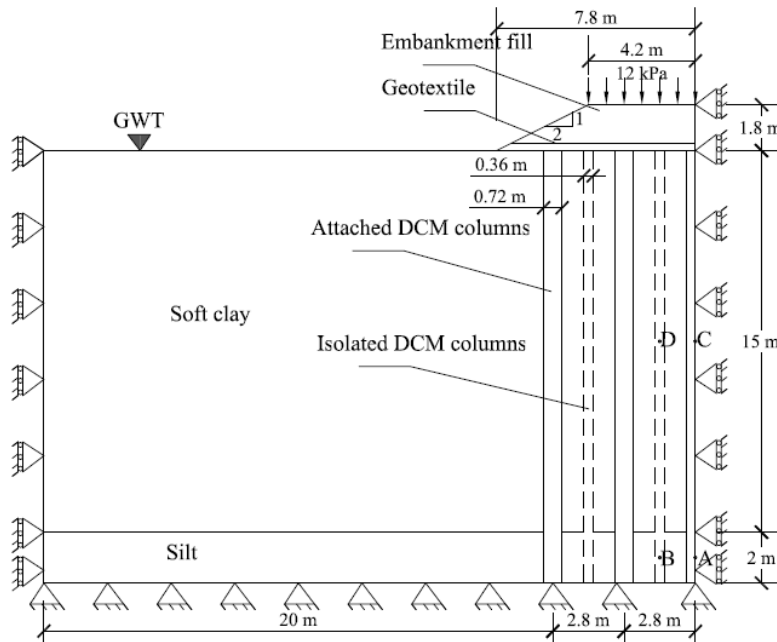 7.8 m
Embankment fill
4.2 m
12 kPa
Geotextile
GWT
1
2
1.8 m
0.36 m
0.72 m
Attached DCM columns
Soft clay
Isolated DCM columns
D
C
15 m
Silt
B
A
2 m
20 m
2.8 m
2.8 m